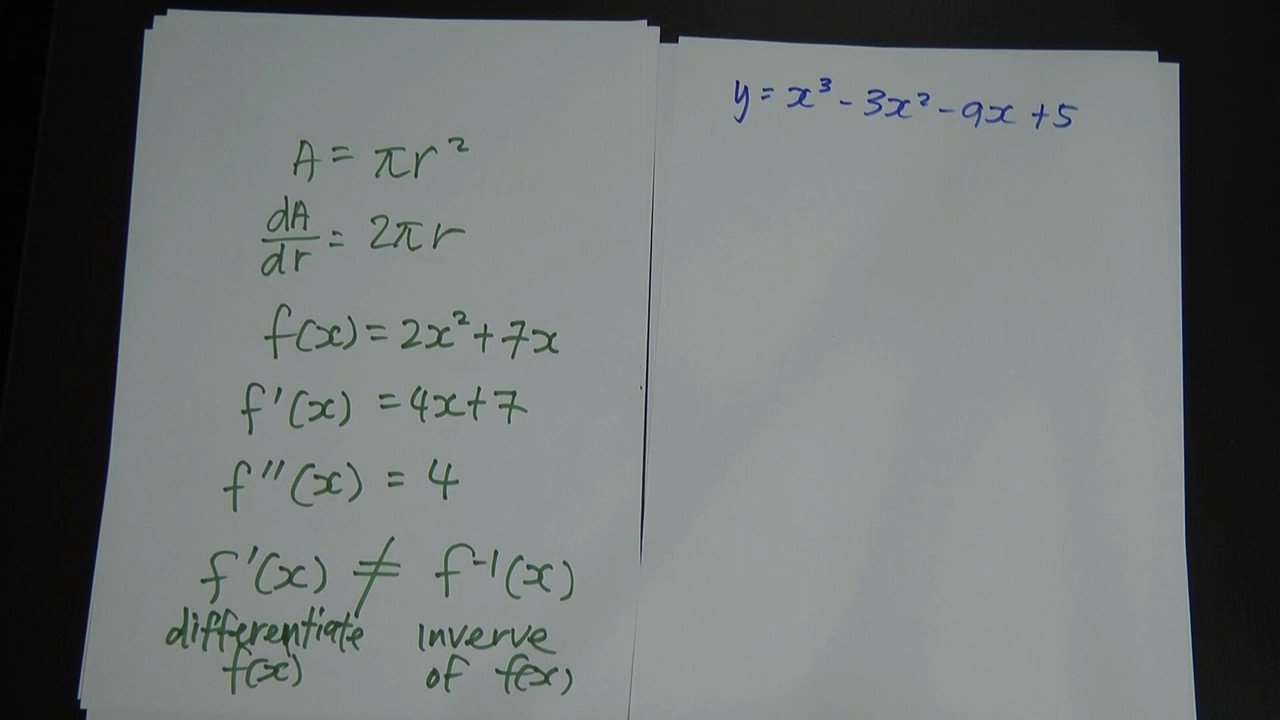 A = πr²
dA/dr = 2πr
f(x) = 2x² + 7x
f'(x) = 4x + 7
f''(x) = 4
f'(x) ≠ f⁻¹(x)
differentiate inverve
f(x) of f(x)
y = x³ - 3x² - 9x + 5